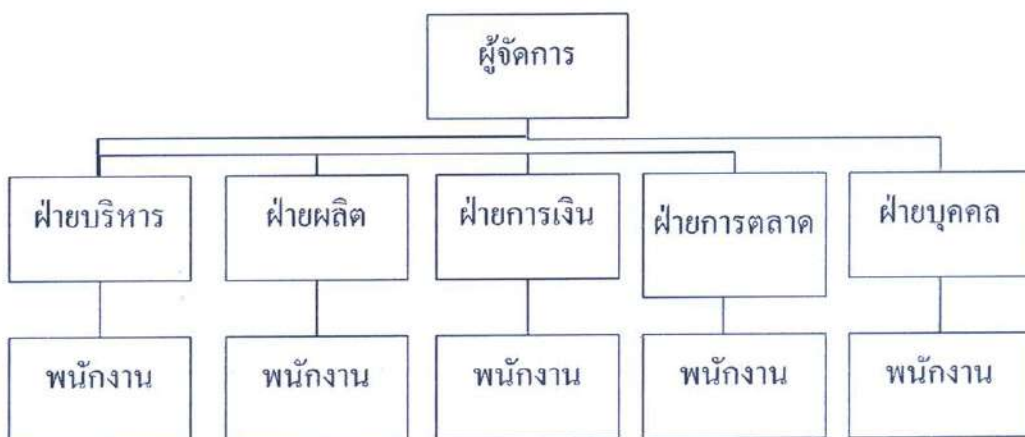 ผู้จัดการ
ฝ่ายบริหาร
ฝ่ายผลิต
ฝ่ายการเงิน
ฝ่ายการตลาด
ฝ่ายบุคคล
พนักงาน
พนักงาน
พนักงาน
พนักงาน
พนักงาน